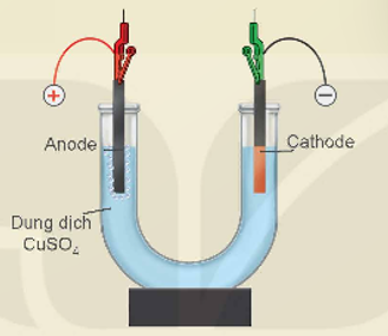 +
−
Anode
Cathode
Dung dịch
CuSO₄